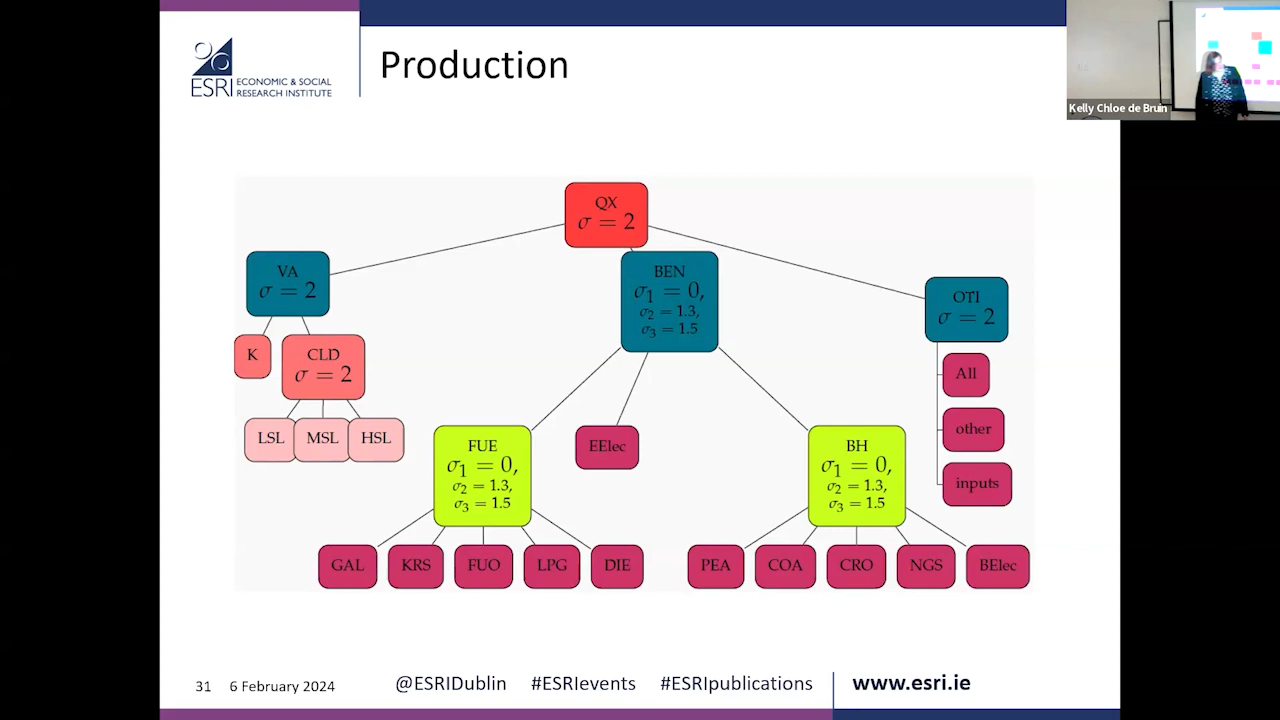 ESRI ECONOMIC & SOCIAL
RESEARCH INSTITUTE
Production
Kelly Chloe de Bruin
QX
σ = 2
VA
σ = 2
BEN
σ₁ = 0,
σ₂ = 1.3,
σ₃ = 1.5
OTI
σ = 2
K
CLD
σ = 2
All
other
inputs
LSL
MSL
HSL
FUE
σ₁ = 0,
σ₂ = 1.3,
σ₃ = 1.5
EElec
BH
σ₁ = 0,
σ₂ = 1.3,
σ₃ = 1.5
GAL
KRS
FUO
LPG
DIE
PEA
COA
CRO
NGS
BElec
31 6 February 2024 @ESRIDublin #ESRIevents #ESRIpublications www.esri.ie